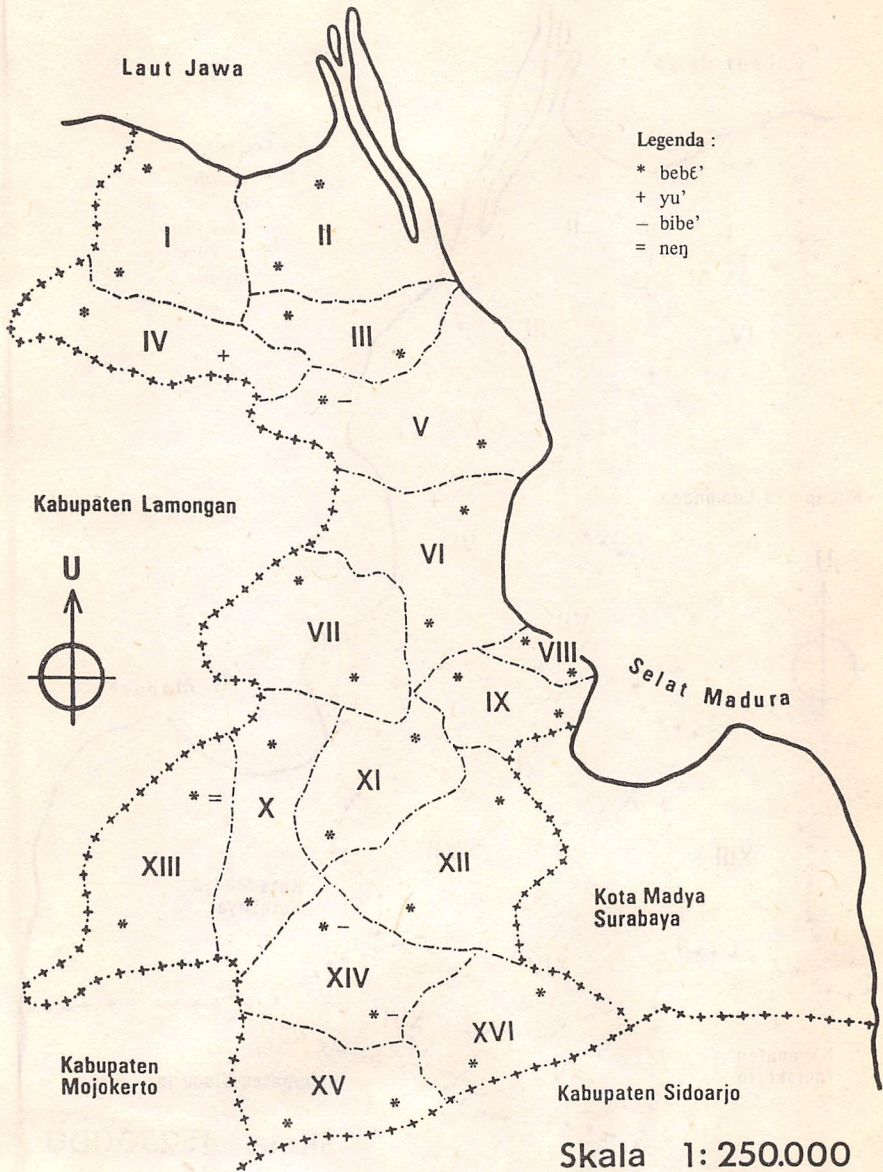 Laut Jawa
Legenda :
* bebɛ’
+ yu’
– bibe’
= neŋ
I
II
III
IV
+
V
* –
Kabupaten Lamongan
U
VI
VII
VIII
Selat Madura
IX
X
XI
XII
XIII
* =
Kota Madya
Surabaya
* –
XIV
* –
XVI
XV
Kabupaten
Mojokerto
Kabupaten Sidoarjo
Skala 1: 250.000